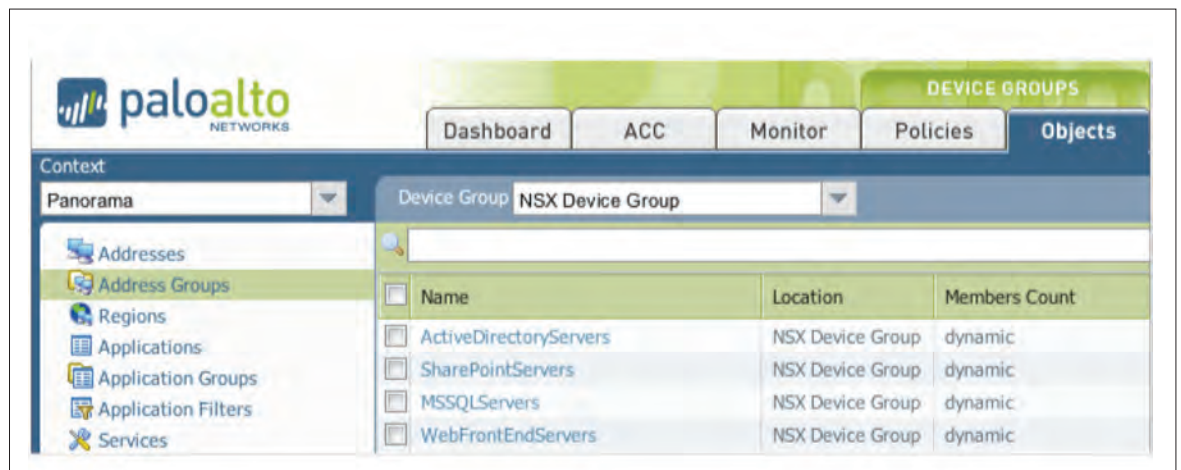 paloalto
NETWORKS
DEVICE GROUPS
Dashboard ACC Monitor Policies Objects
Context
Panorama
Device Group NSX Device Group
Addresses
Address Groups
Regions
Applications
Application Groups
Application Filters
Services
Name Location Members Count
ActiveDirectoryServers NSX Device Group dynamic
SharePointServers NSX Device Group dynamic
MSSQLServers NSX Device Group dynamic
WebFrontEndServers NSX Device Group dynamic